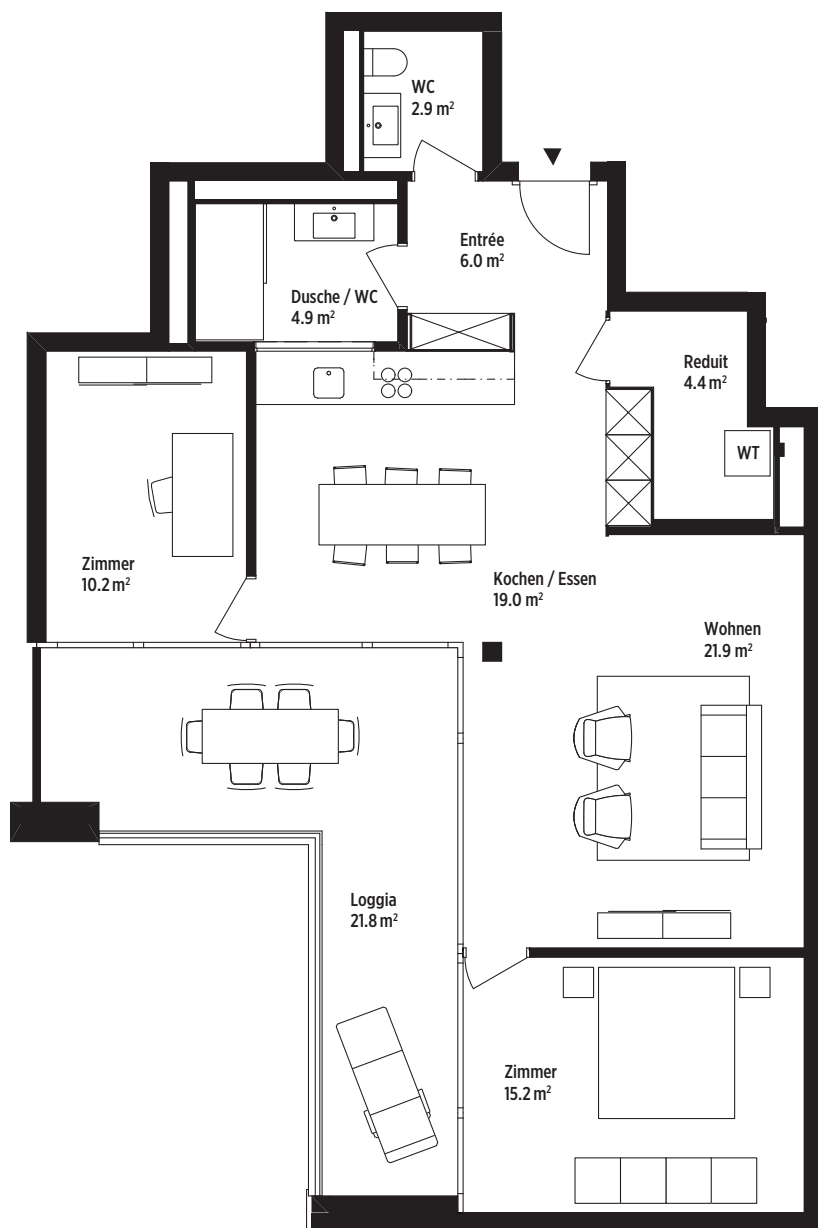 WC
2.9 m²
Entrée
6.0 m²
Dusche / WC
4.9 m²
Reduit
4.4 m²
WT
Zimmer
10.2 m²
Kochen / Essen
19.0 m²
Wohnen
21.9 m²
Loggia
21.8 m²
Zimmer
15.2 m²